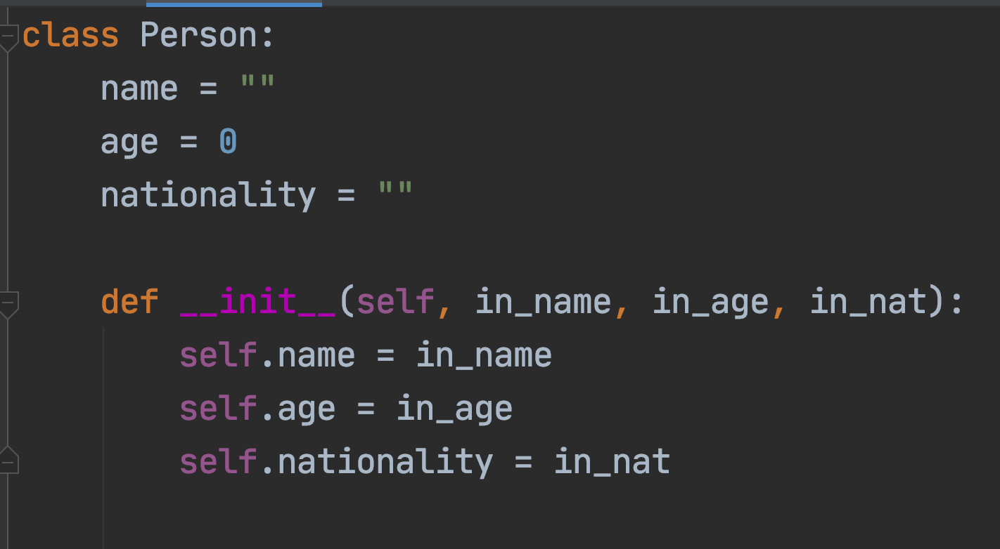 class Person:
    name = ""
    age = 0
    nationality = ""

    def __init__(self, in_name, in_age, in_nat):
        self.name = in_name
        self.age = in_age
        self.nationality = in_nat